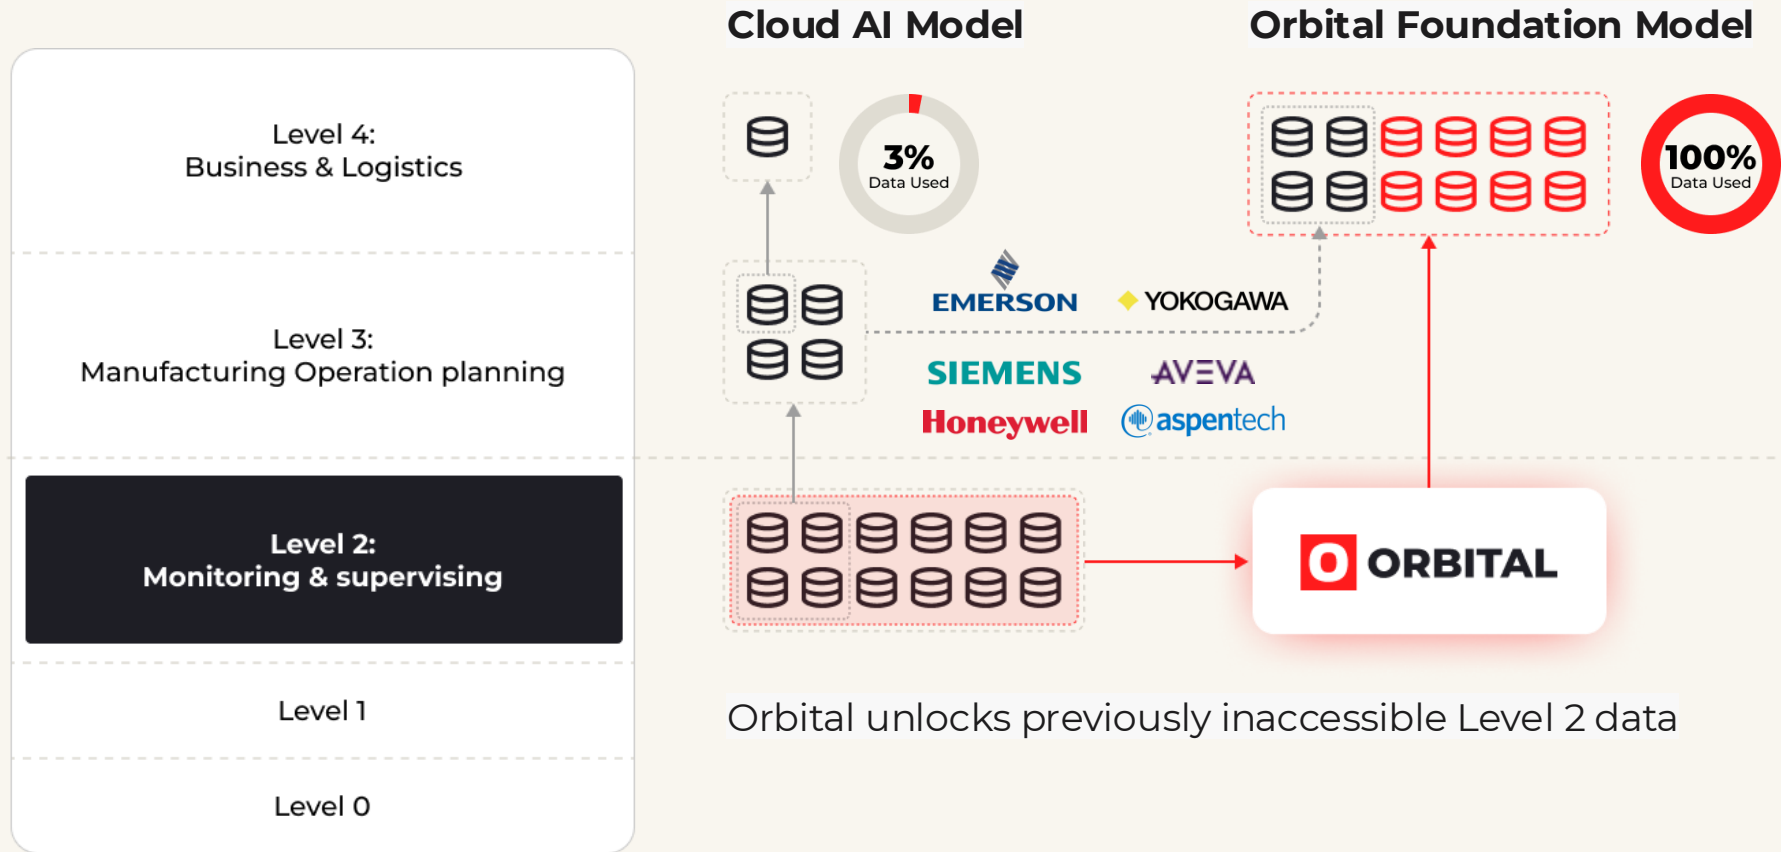 Cloud AI Model
Orbital Foundation Model
Level 4:
Business & Logistics
3%
Data Used
100%
Data Used
Level 3:
Manufacturing Operation planning
EMERSON
YOKOGAWA
SIEMENS
AVEVA
Honeywell
aspentech
Level 2:
Monitoring & supervising
O ORBITAL
Level 1
Orbital unlocks previously inaccessible Level 2 data
Level 0